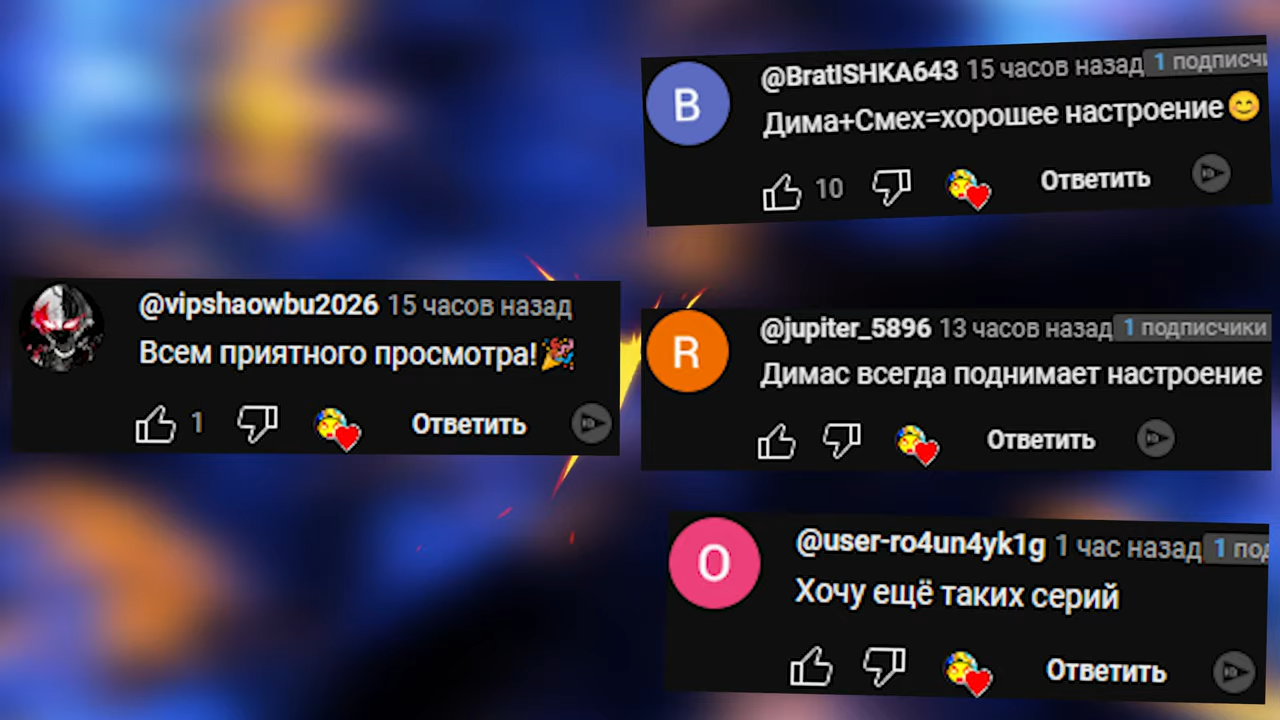 @vipshaowbu2026 15 часов назад
Всем приятного просмотра!🎉
1 Ответить
B
@BratISHKA643 15 часов назад 1 подписчи
Дима+Смех=хорошее настроение😊
10 Ответить
R
@jupiter_5896 13 часов назад 1 подписчики
Димас всегда поднимает настроение
Ответить
O
@user-ro4un4yk1g 1 час назад 1 под
Хочу ещё таких серий
Ответить